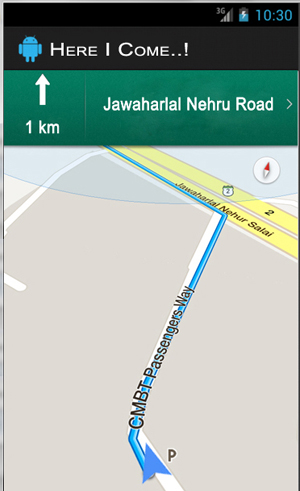 3G 10:30
Here I Come..!
1 km
Jawaharlal Nehru Road
Jawaharlal Nehur Salai
2
2
CMBT Passengers Way
P